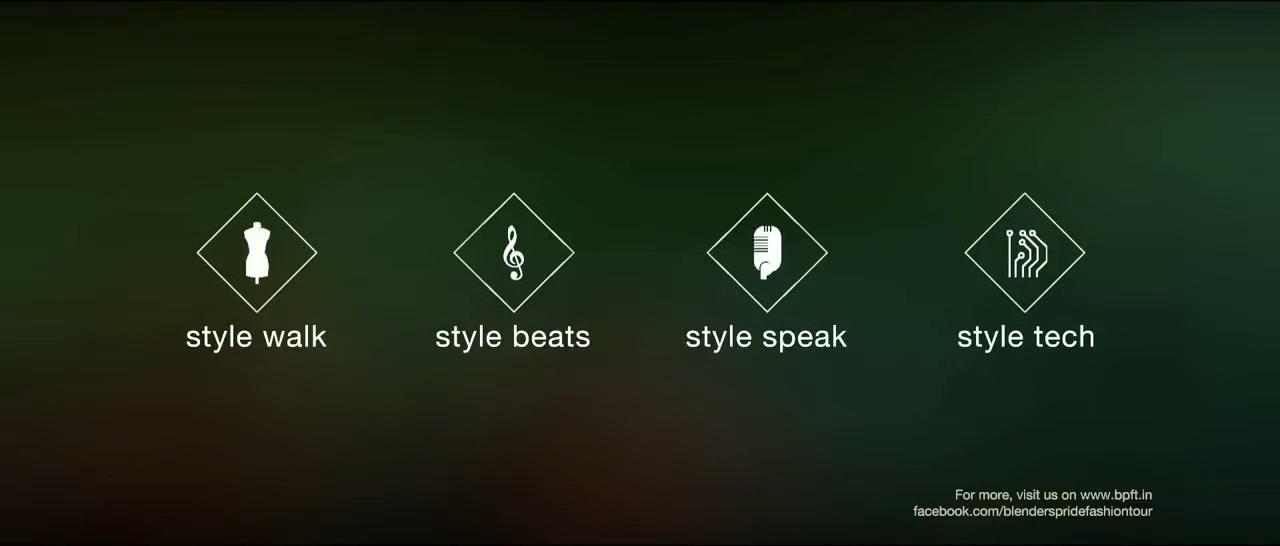 style walk
style beats
style speak
style tech
For more, visit us on www.bpft.in
facebook.com/blenderspridefashiontour